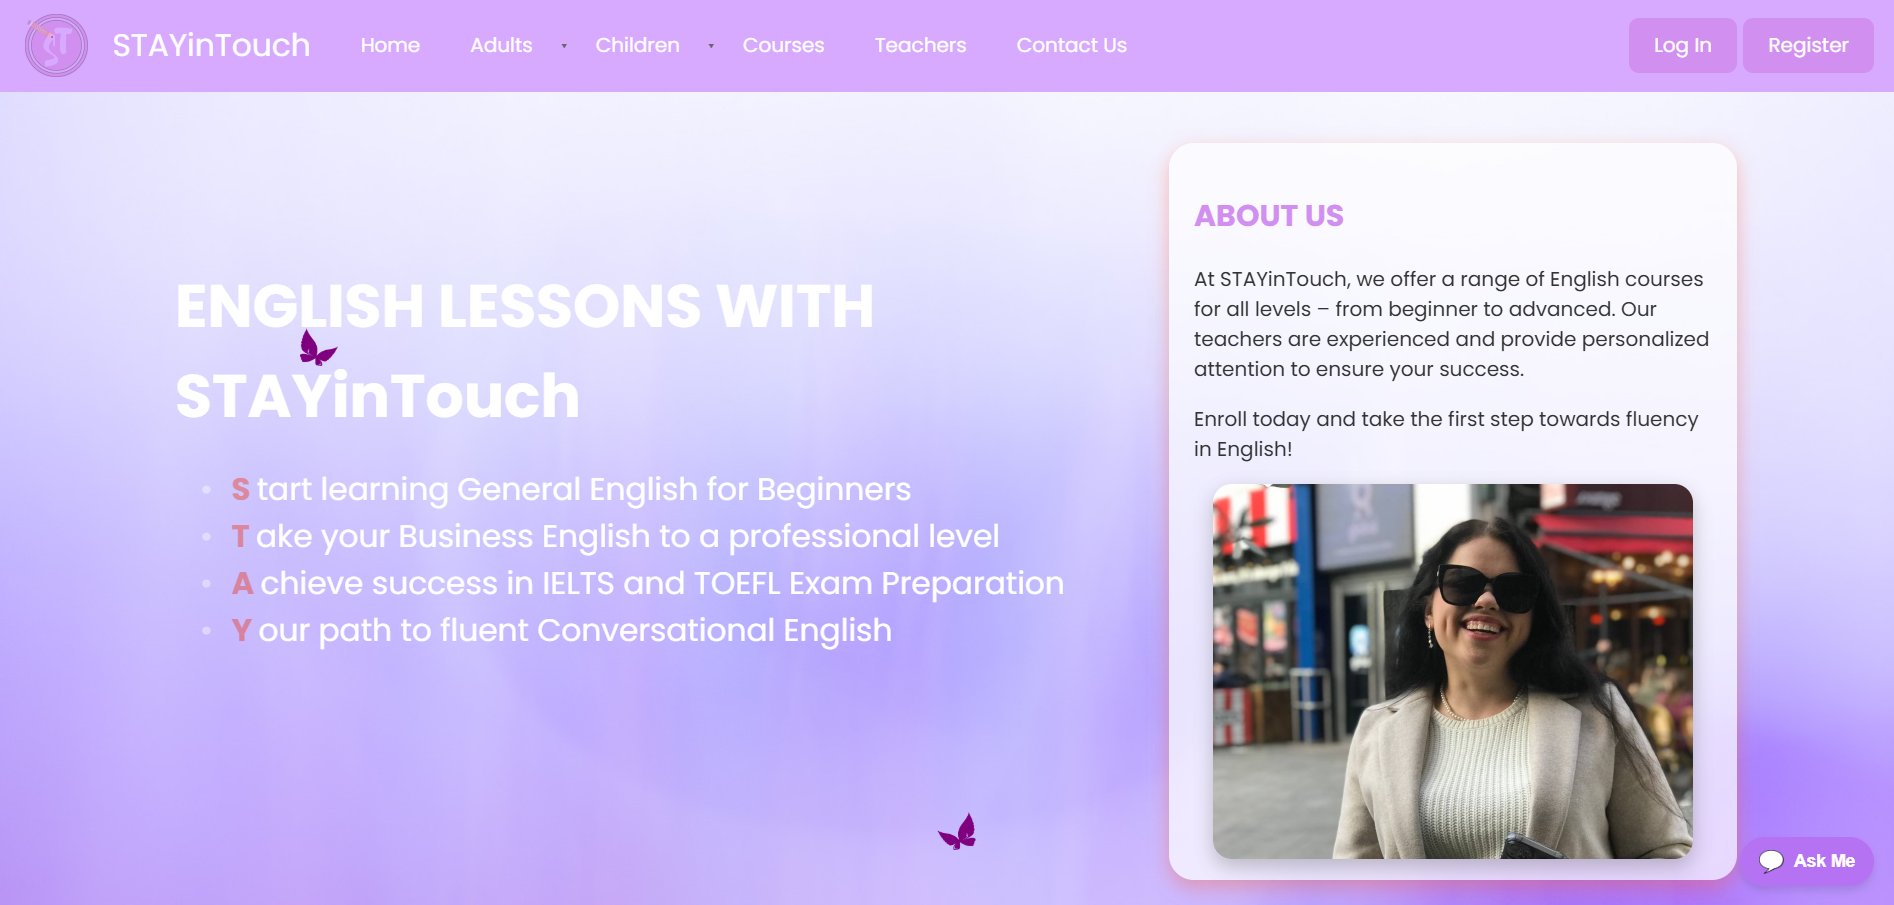 STAYinTouch
Home
Adults
Children
Courses
Teachers
Contact Us
Log In
Register
ENGLISH LESSONS WITH
STAYinTouch
S tart learning General English for Beginners
T ake your Business English to a professional level
A chieve success in IELTS and TOEFL Exam Preparation
Y our path to fluent Conversational English
ABOUT US
At STAYinTouch, we offer a range of English courses
for all levels – from beginner to advanced. Our
teachers are experienced and provide personalized
attention to ensure your success.
Enroll today and take the first step towards fluency
in English!
Ask Me